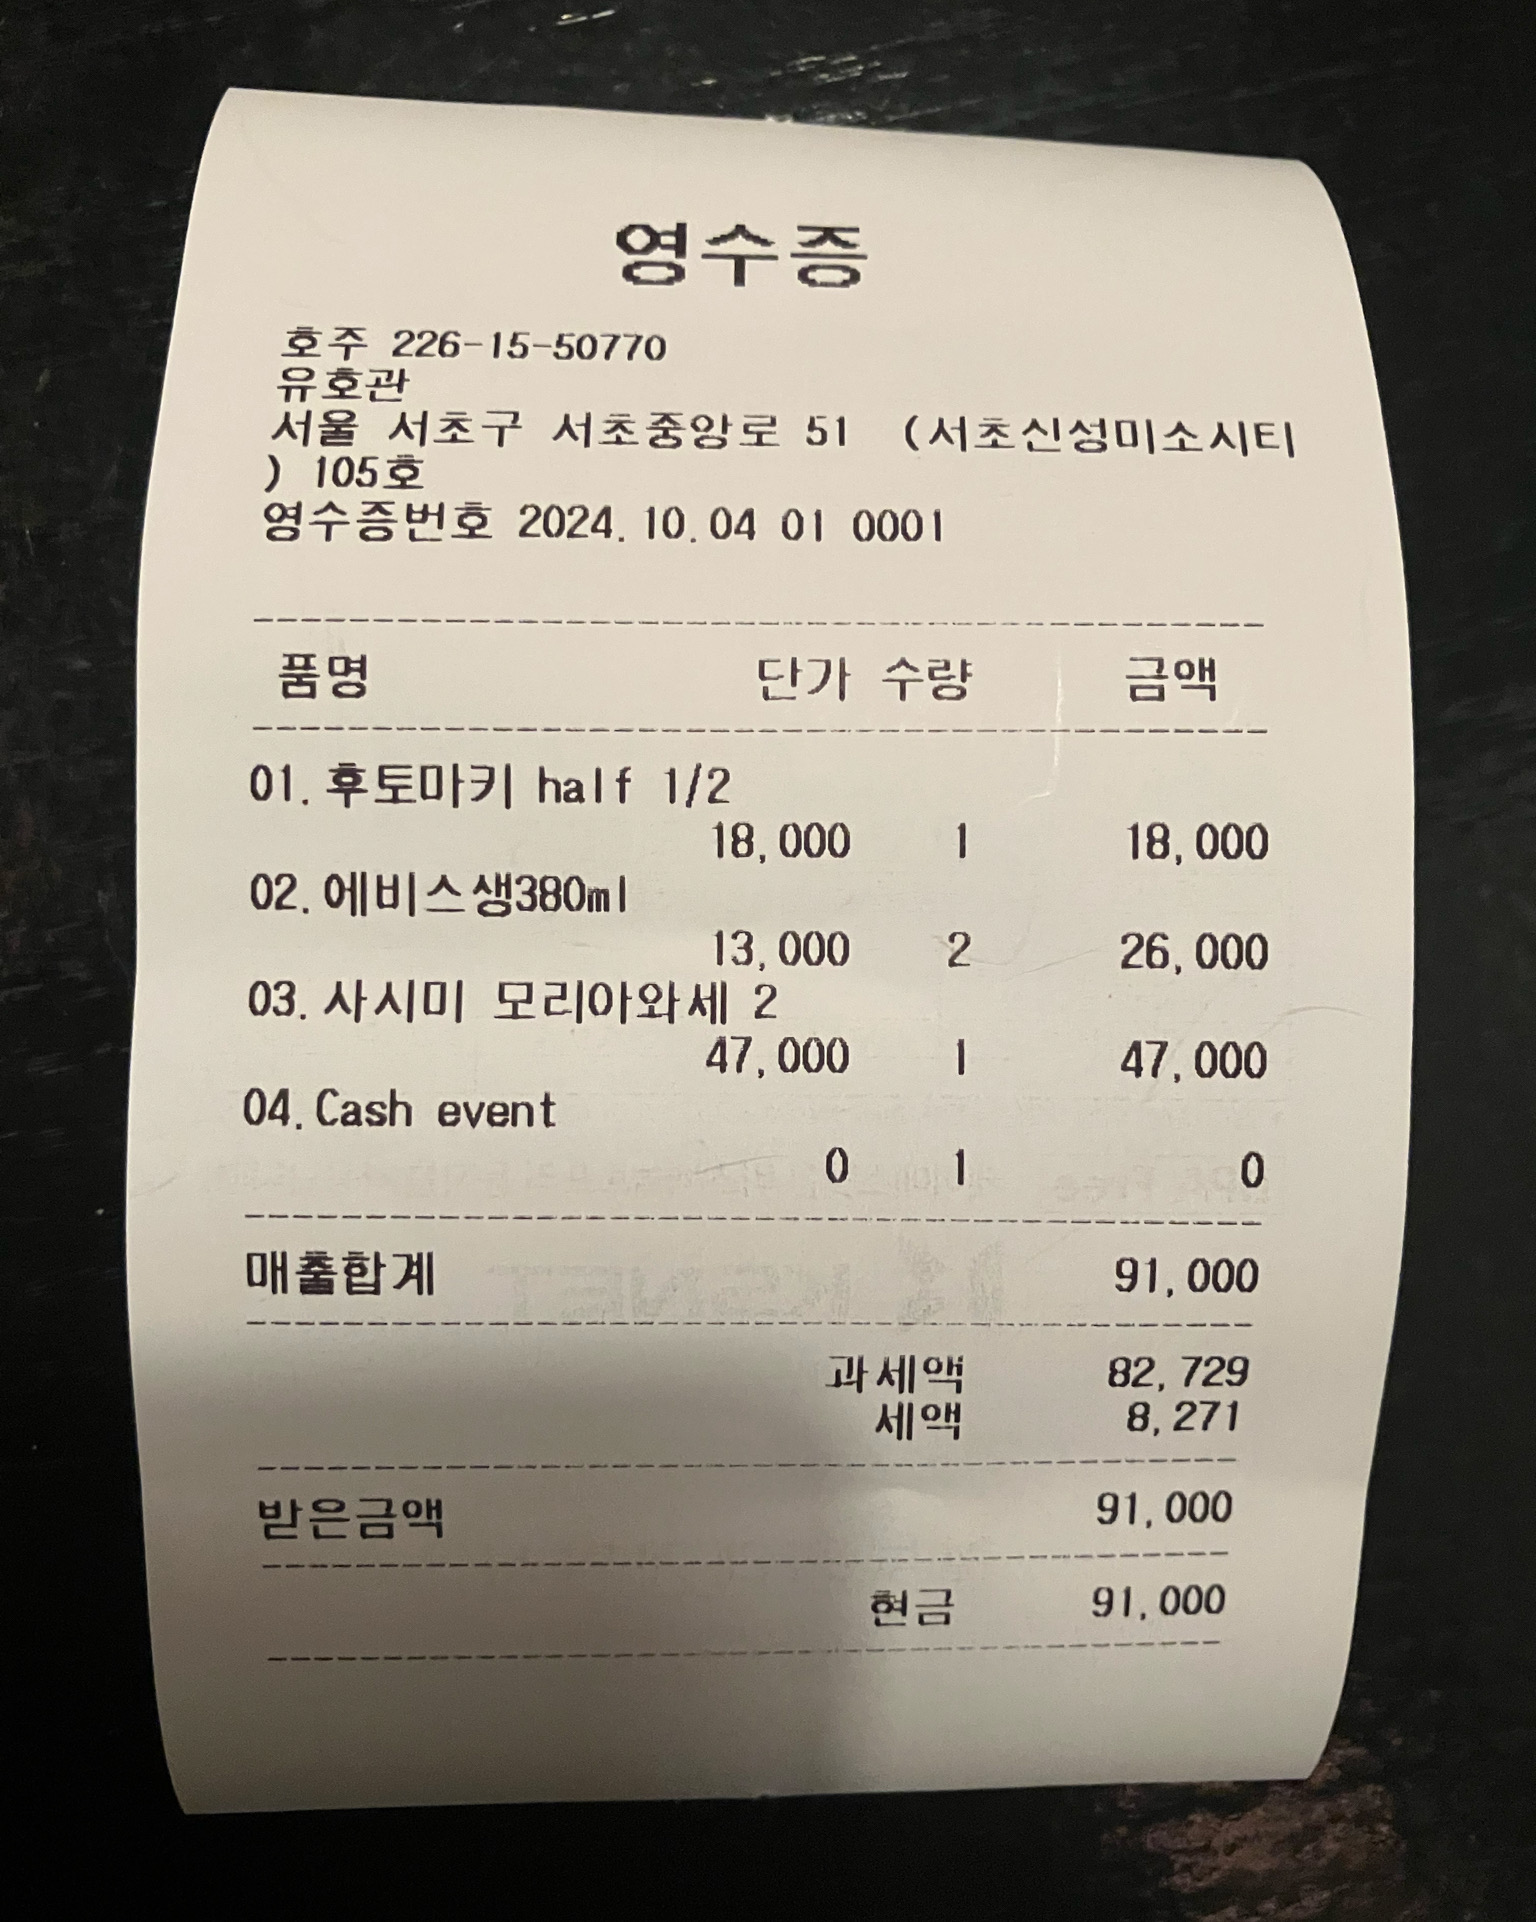 영수증
호주 226-15-50770
유호관
서울 서초구 서초중앙로 51 (서초신성미소시티
) 105호
영수증번호 2024.10.04 01 0001
품명 단가 수량 금액
01.후토마키 half 1/2
18,000 1 18,000
02.에비스생380ml
13,000 2 26,000
03.사시미 모리아와세 2
47,000 1 47,000
04.Cash event
0 1 0
매출합계 91,000
과세액 82,729
세액 8,271
받은금액 91,000
현금 91,000